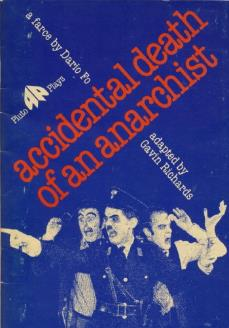 a farce by Dario Fo
Pluto Plays
accidental death
of an anarchist
adapted by
Gavin Richards